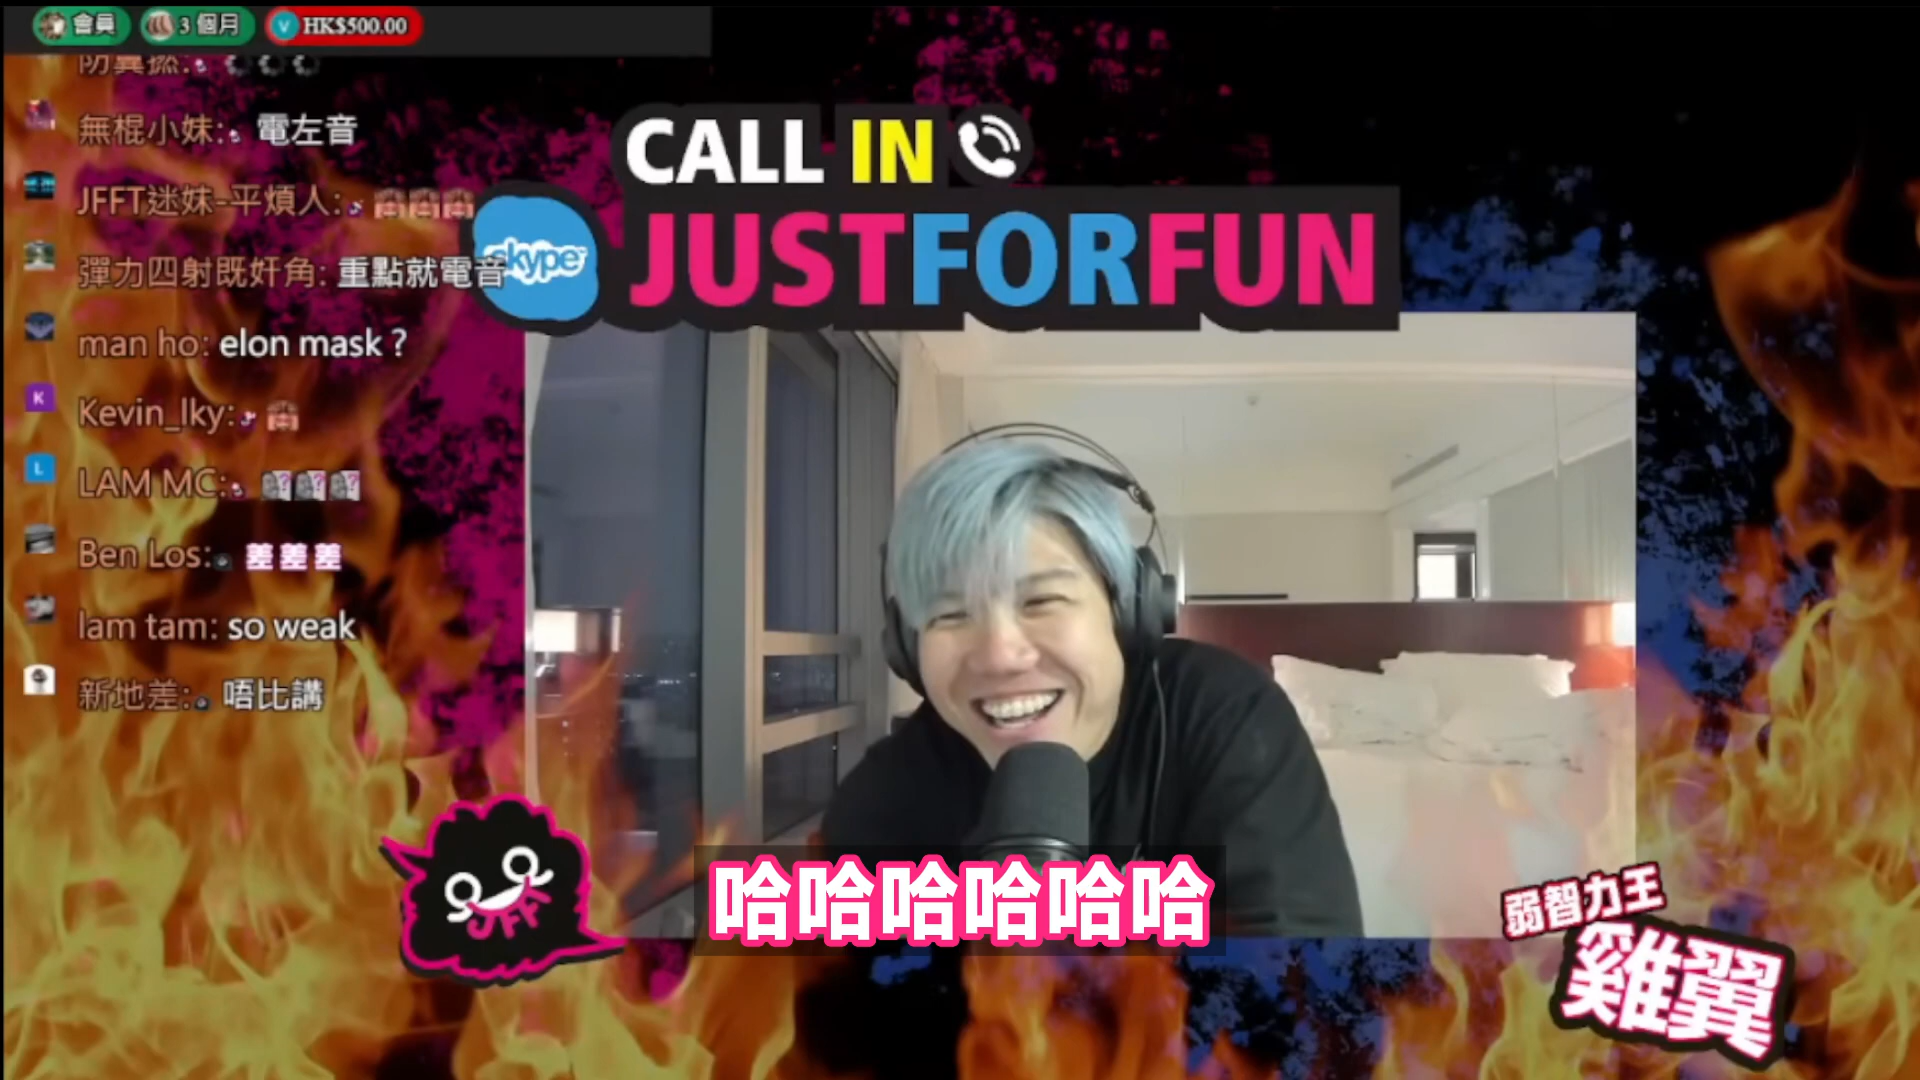 會員
3 個月
V HK$500.00
防糞撚:
無棍小妹: 電左音
JFFT迷妹-平煩人:
彈力四射既奸角: 重點就電音
man ho: elon mask ?
K
Kevin_lky:
L
LAM MC:
Ben Los: 差差差
lam tam: so weak
新地差: 唔比講
CALL IN
skype
JUSTFORFUN
JFF
哈哈哈哈哈哈
弱智力王
雞翼